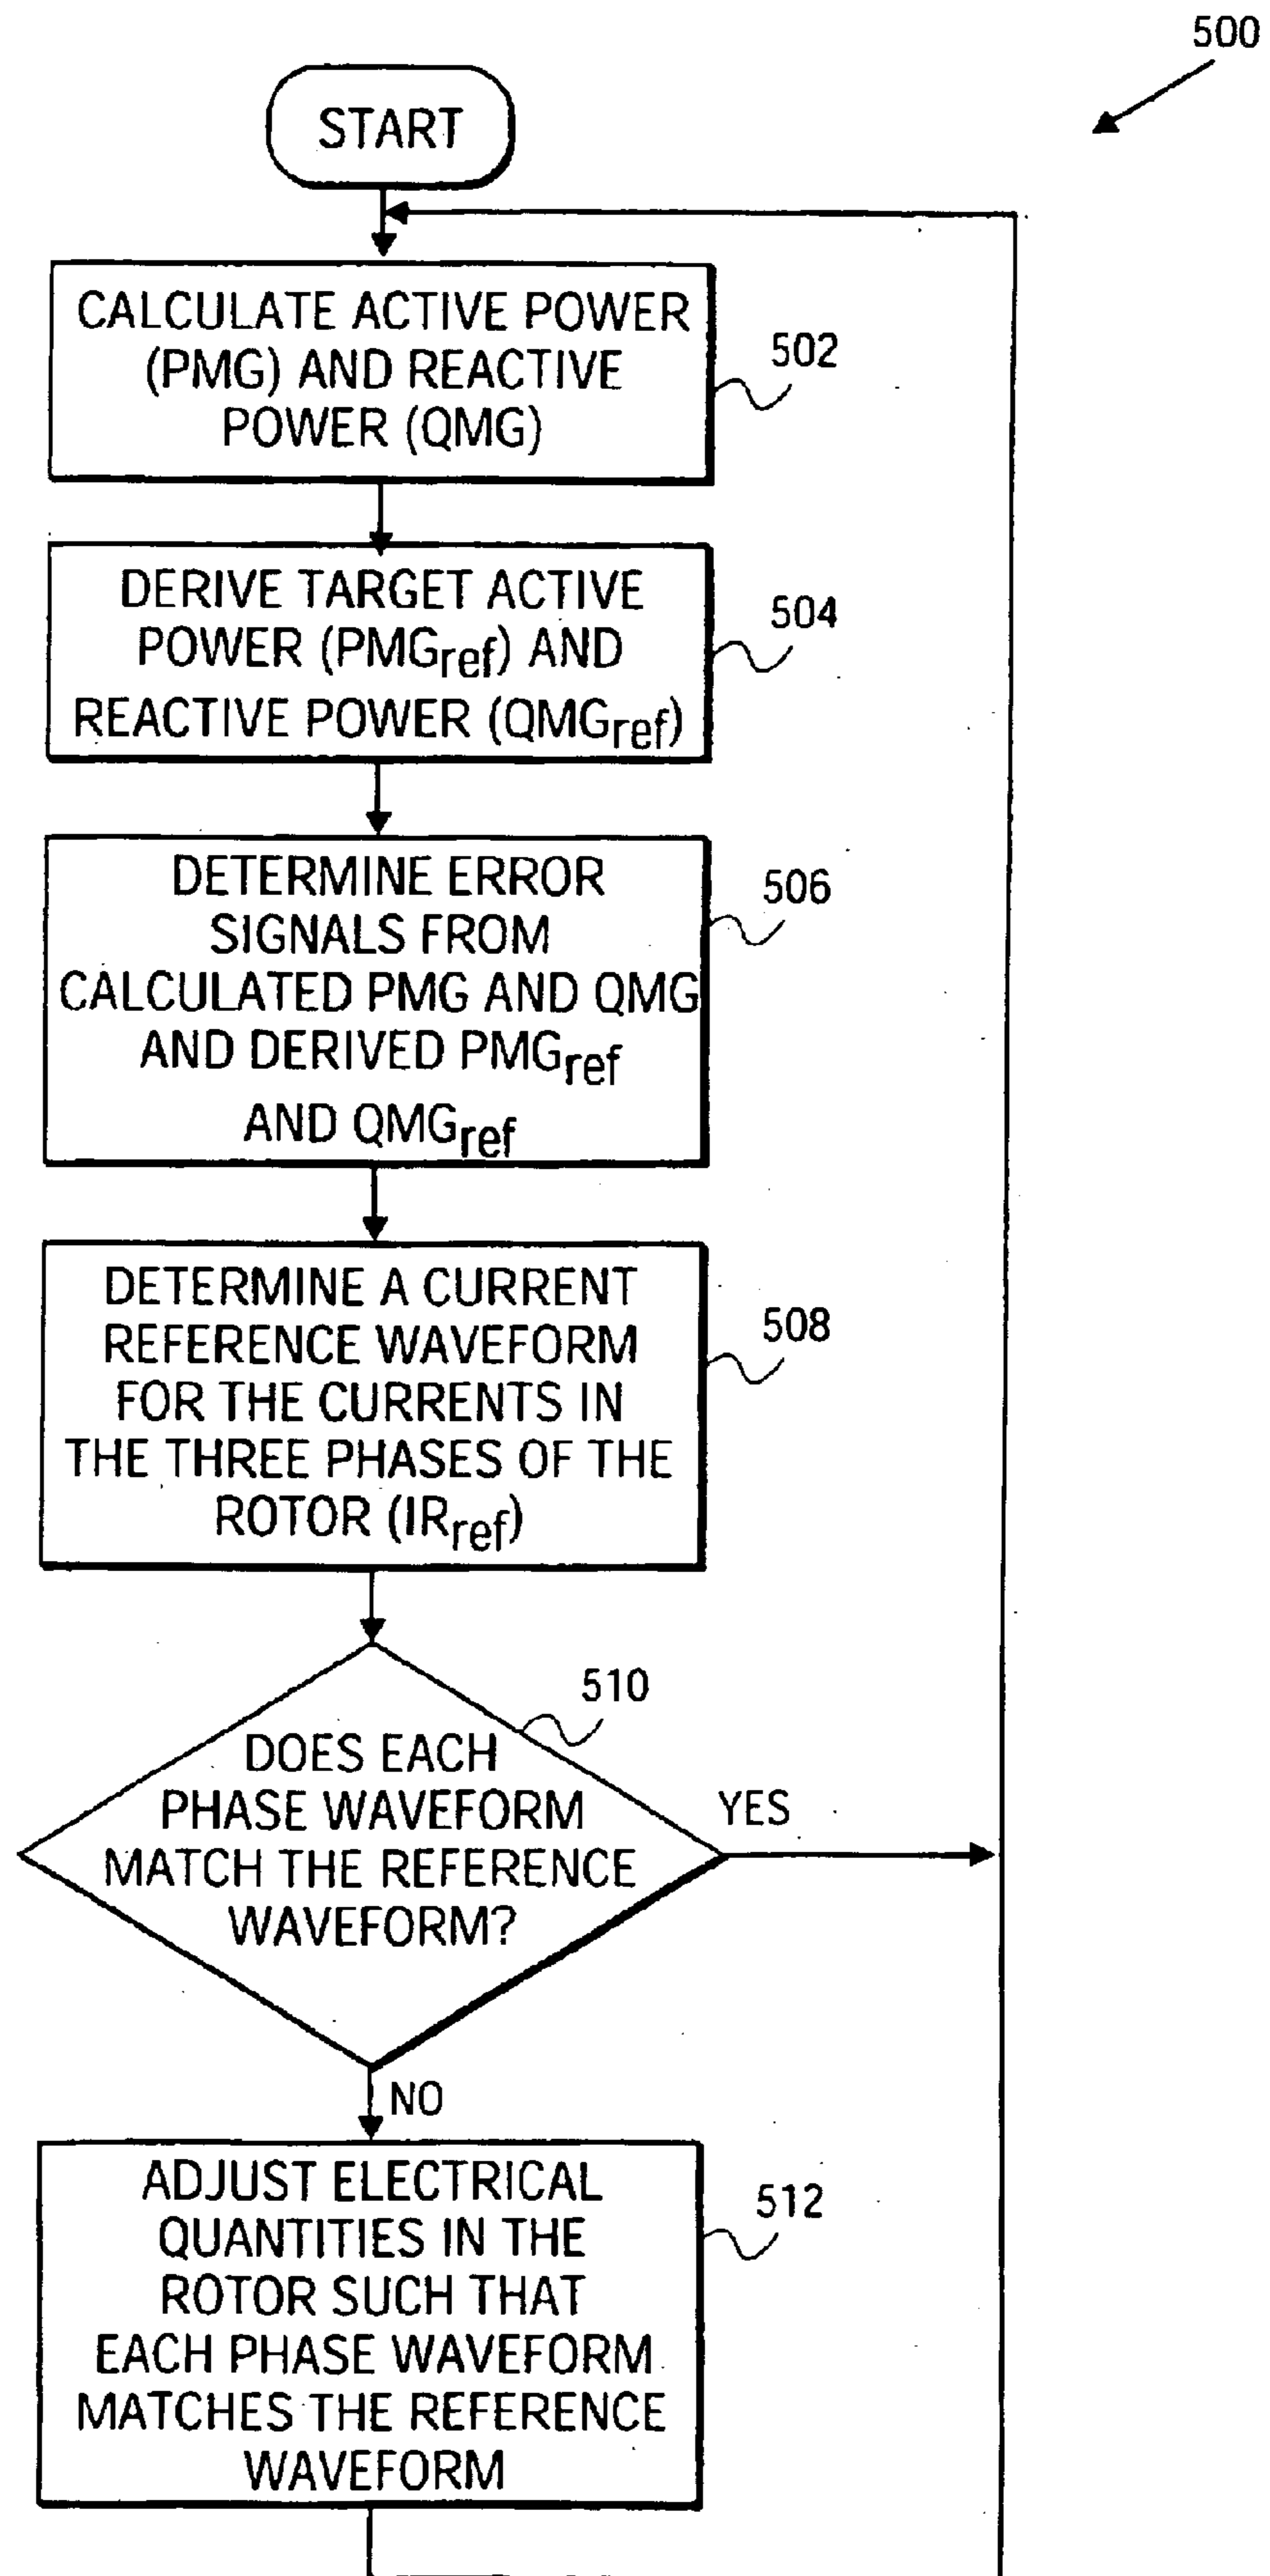 500
START
CALCULATE ACTIVE POWER
(PMG) AND REACTIVE
POWER (QMG)
502
DERIVE TARGET ACTIVE
POWER (PMGref) AND
REACTIVE POWER (QMGref)
504
DETERMINE ERROR
SIGNALS FROM
CALCULATED PMG AND QMG
AND DERIVED PMGref
AND QMGref
506
DETERMINE A CURRENT
REFERENCE WAVEFORM
FOR THE CURRENTS IN
THE THREE PHASES OF THE
ROTOR (IRref)
508
510
DOES EACH
PHASE WAVEFORM
MATCH THE REFERENCE
WAVEFORM?
YES
NO
ADJUST ELECTRICAL
QUANTITIES IN THE
ROTOR SUCH THAT
EACH PHASE WAVEFORM
MATCHES THE REFERENCE
WAVEFORM
512